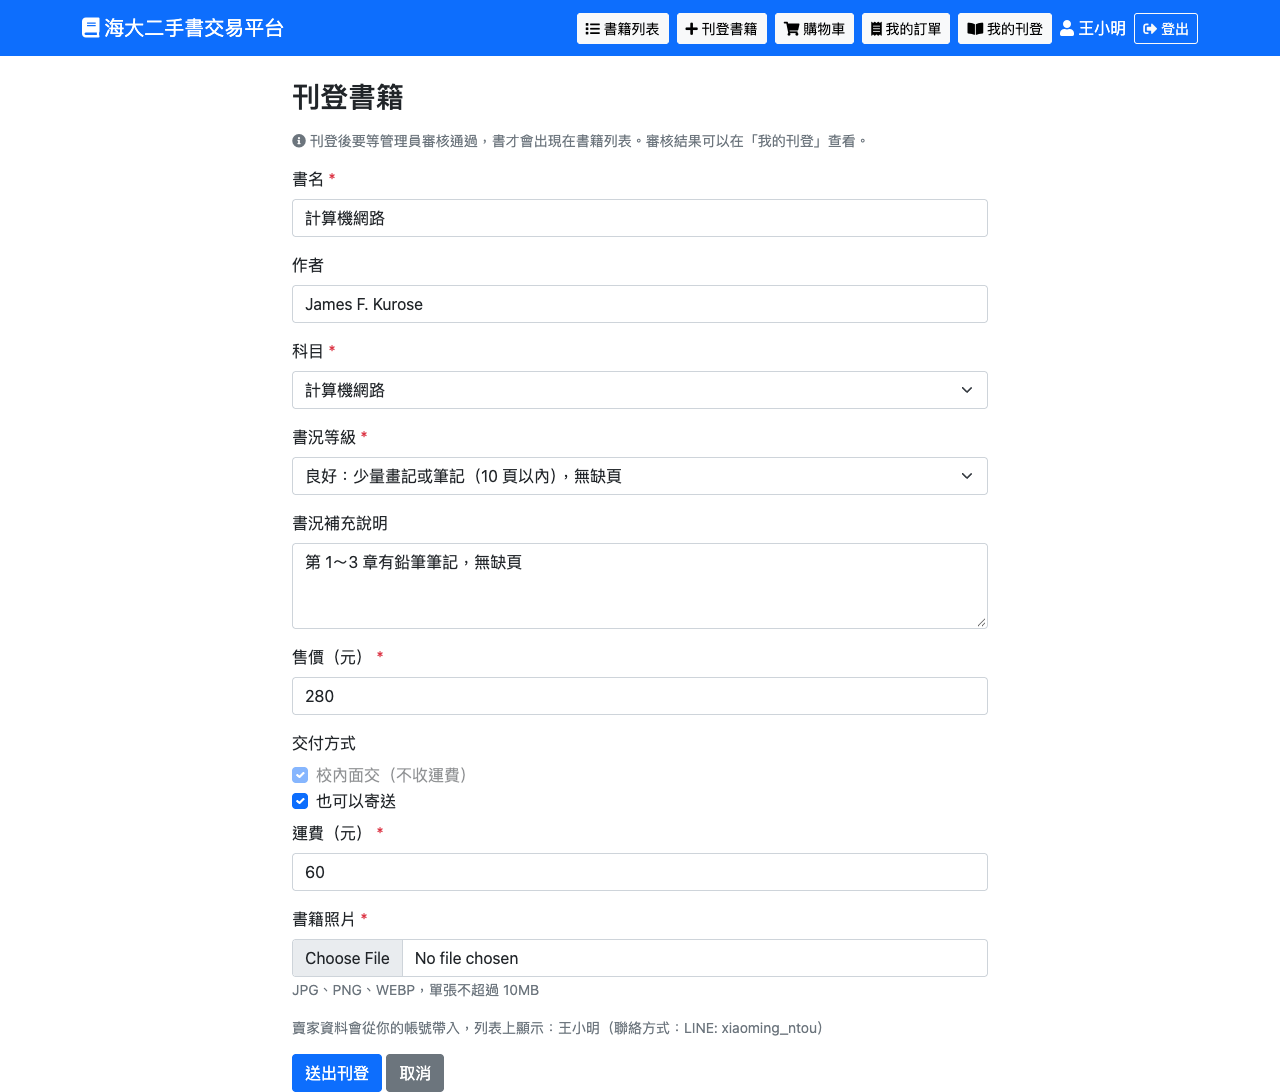 海大二手書交易平台
書籍列表 刊登書籍 購物車 我的訂單 我的刊登 王小明 登出
刊登書籍
刊登後要等管理員審核通過，書才會出現在書籍列表。審核結果可以在「我的刊登」查看。
書名 *
計算機網路
作者
James F. Kurose
科目 *
計算機網路
書況等級 *
良好：少量畫記或筆記（10 頁以內），無缺頁
書況補充說明
第 1～3 章有鉛筆筆記，無缺頁
售價（元） *
280
交付方式
校內面交（不收運費）
也可以寄送
運費（元） *
60
書籍照片 *
Choose File No file chosen
JPG、PNG、WEBP，單張不超過 10MB
賣家資料會從你的帳號帶入，列表上顯示：王小明（聯絡方式：LINE: xiaoming_ntou）
送出刊登 取消